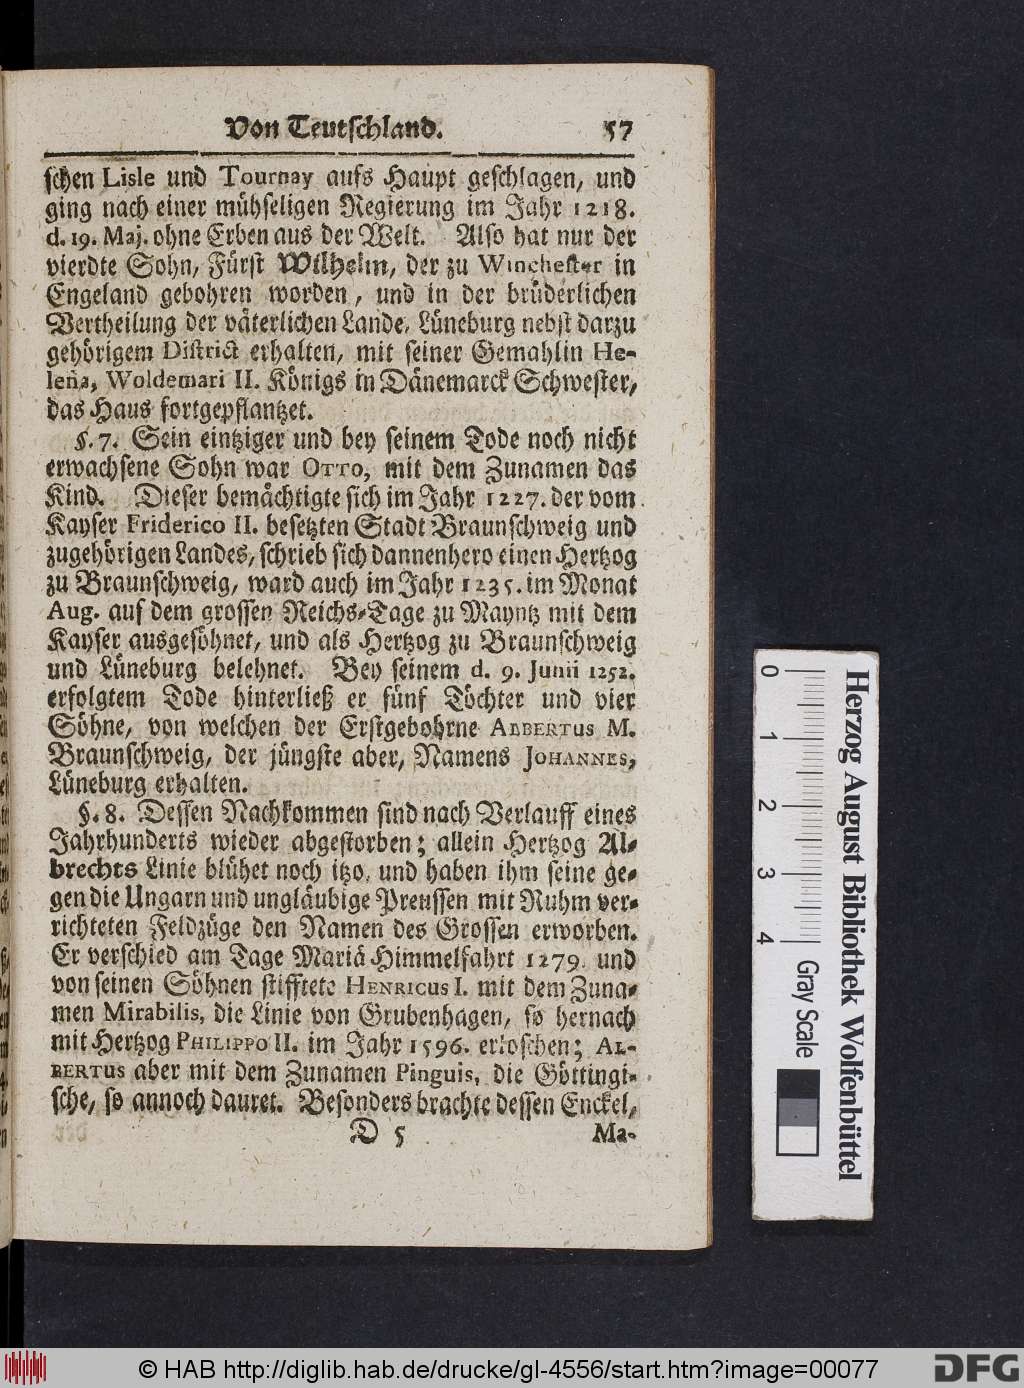 Von Teutschland. 57
schen Lisle und Tournay aufs Haupt geschlagen, und
ging nach einer mühseligen Regierung im Jahr 1218.
d. 19. Maj. ohne Erben aus der Welt. Also hat nur der
vierdte Sohn, Fürst Wilhelm, der zu Winchester in
Engeland gebohren worden, und in der brüderlichen
Vertheilung der väterlichen Lande, Lüneburg nebst darzu
gehörigem District erhalten, mit seiner Gemahlin He-
lena, Woldemari II. Königs in Dänemarck Schwester,
das Haus fortgepflantzet.
§. 7. Sein eintziger und bey seinem Tode noch nicht
erwachsene Sohn war OTTO, mit dem Zunamen das
Kind. Dieser bemächtigte sich im Jahr 1227. der vom
Kayser Friderico II. besetzten Stadt Braunschweig und
zugehörigen Landes, schrieb sich dannenhero einen Hertzog
zu Braunschweig, ward auch im Jahr 1235. im Monat
Aug. auf dem grossen Reichs-Tage zu Mayntz mit dem
Kayser ausgesöhnet, und als Hertzog zu Braunschweig
und Lüneburg belehnet. Bey seinem d. 9. Junii 1252.
erfolgtem Tode hinterließ er fünf Töchter und vier
Söhne, von welchen der Erstgebohrne ALBERTUS M.
Braunschweig, der jüngste aber, Namens JOHANNES,
Lüneburg erhalten.
§. 8. Dessen Nachkommen sind nach Verlauff eines
Jahrhunderts wieder abgestorben; allein Hertzog Al-
brechts Linie blühet noch itzo, und haben ihm seine ge-
gen die Ungarn und ungläubige Preussen mit Ruhm ver-
richteten Feldzüge den Namen des Grossen erworben.
Er verschied am Tage Mariä Himmelfahrt 1279. und
von seinen Söhnen stifftete HENRICUS I. mit dem Zuna-
men Mirabilis, die Linie von Grubenhagen, so hernach
mit Hertzog PHILIPPO II. im Jahr 1596. erloschen; AL-
BERTUS aber mit dem Zunamen Pinguis, die Göttingi-
sche, so annoch dauret. Besonders brachte dessen Enckel,
D 5 Ma-
0 1 2 3 4
Herzog August Bibliothek Wolfenbüttel
Gray Scale
© HAB http://diglib.hab.de/drucke/gl-4556/start.htm?image=00077
DFG